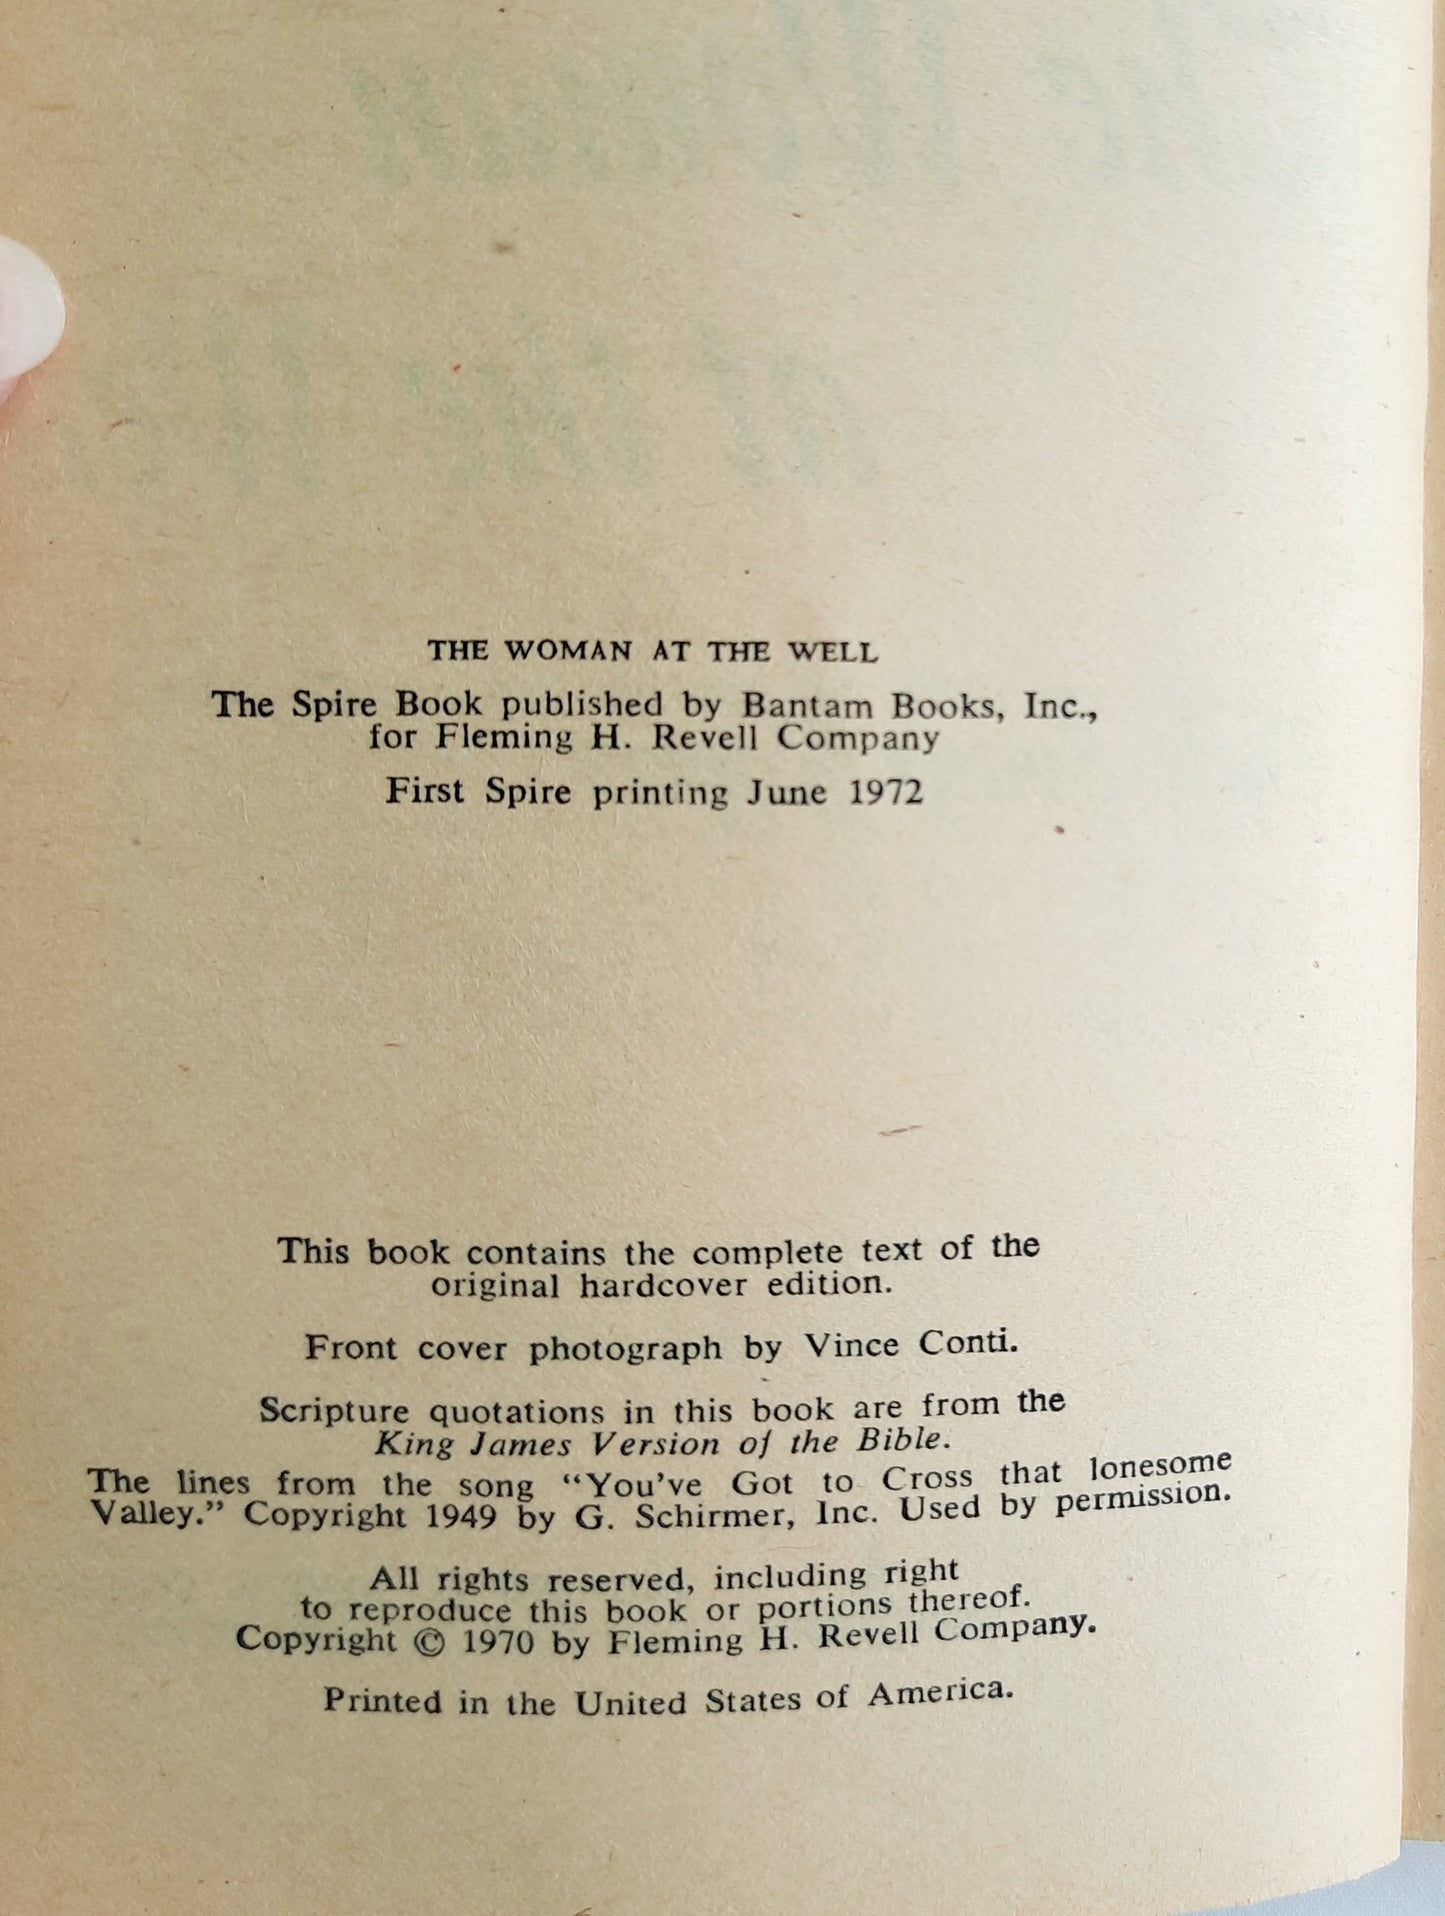 THE WOMAN AT THE WELL
The Spire Book published by Bantam Books, Inc.,
for Fleming H. Revell Company
First Spire printing June 1972
This book contains the complete text of the
original hardcover edition.
Front cover photograph by Vince Conti.
Scripture quotations in this book are from the
King James Version of the Bible.
The lines from the song “You've Got to Cross that lonesome
Valley.” Copyright 1949 by G. Schirmer, Inc. Used by permission.
All rights reserved, including right
to reproduce this book or portions thereof.
Copyright © 1970 by Fleming H. Revell Company.
Printed in the United States of America.